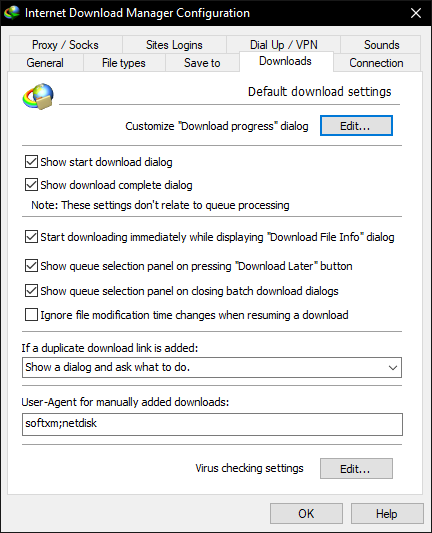 Internet Download Manager Configuration
Proxy / Socks
Sites Logins
Dial Up / VPN
Sounds
General
File types
Save to
Downloads
Connection
Default download settings
Customize "Download progress" dialog
Edit...
Show start download dialog
Show download complete dialog
Note: These settings don't relate to queue processing
Start downloading immediately while displaying "Download File Info" dialog
Show queue selection panel on pressing "Download Later" button
Show queue selection panel on closing batch download dialogs
Ignore file modification time changes when resuming a download
If a duplicate download link is added:
Show a dialog and ask what to do.
User-Agent for manually added downloads:
softxm;netdisk
Virus checking settings
Edit...
OK
Help